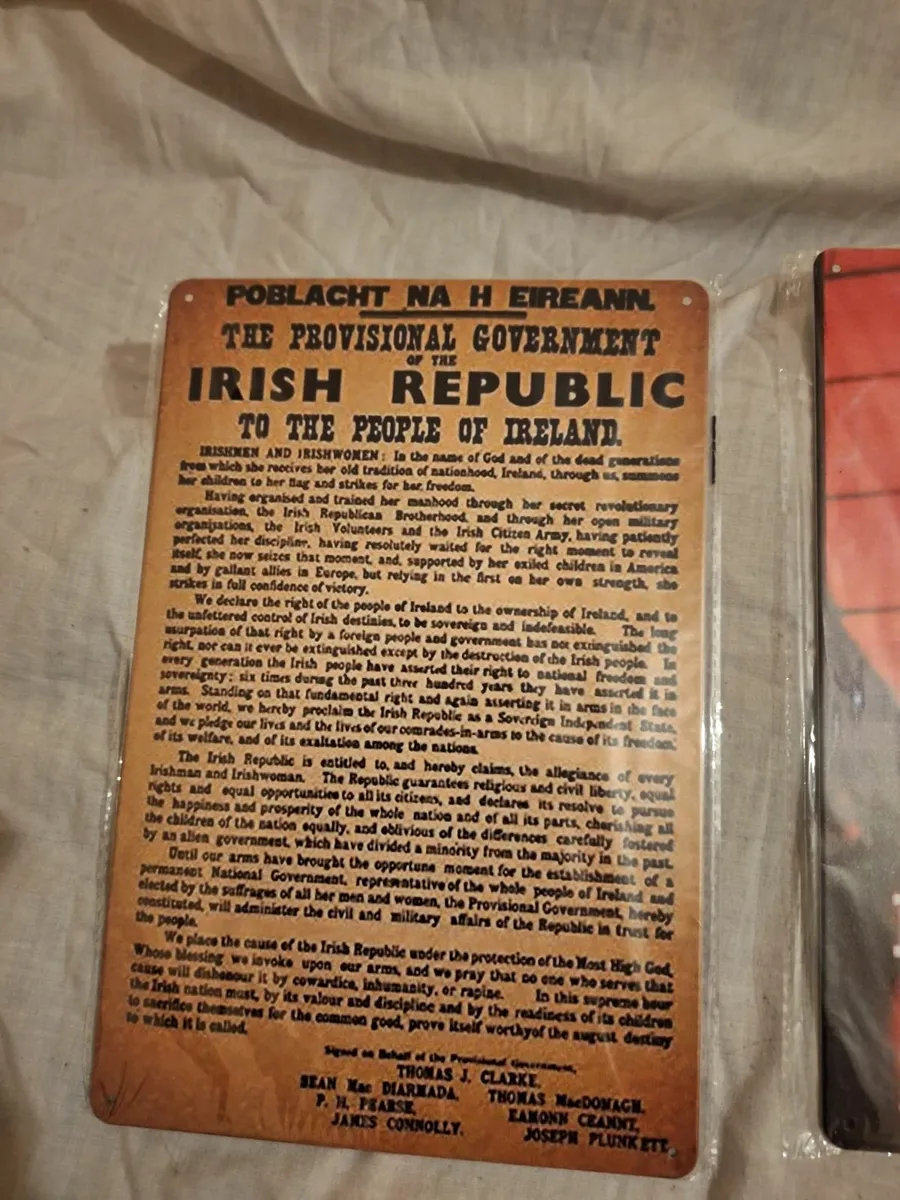 POBLACHT NA H EIREANN.
THE PROVISIONAL GOVERNMENT
OF THE
IRISH REPUBLIC
TO THE PEOPLE OF IRELAND.
IRISHMEN AND IRISHWOMEN: In the name of God and of the dead generations
from which she receives her old tradition of nationhood, Ireland, through us, summons
her children to her flag and strikes for her freedom.
Having organised and trained her manhood through her secret revolutionary
organisation, the Irish Republican Brotherhood, and through her open military
organisations, the Irish Volunteers and the Irish Citizen Army, having patiently
perfected her discipline, having resolutely waited for the right moment to reveal
itself, she now seizes that moment, and, supported by her exiled children in America
and by gallant allies in Europe, but relying in the first on her own strength, she
strikes in full confidence of victory.
We declare the right of the people of Ireland to the ownership of Ireland, and to
the unfettered control of Irish destinies, to be sovereign and indefeasible. The long
usurpation of that right by a foreign people and government has not extinguished the
right, nor can it ever be extinguished except by the destruction of the Irish people. In
every generation the Irish people have asserted their right to national freedom and
sovereignty; six times during the past three hundred years they have asserted it in
arms. Standing on that fundamental right and again asserting it in arms in the face
of the world, we hereby proclaim the Irish Republic as a Sovereign Independent State,
and we pledge our lives and the lives of our comrades-in-arms to the cause of its freedom,
of its welfare, and of its exaltation among the nations.
The Irish Republic is entitled to, and hereby claims, the allegiance of every
Irishman and Irishwoman. The Republic guarantees religious and civil liberty, equal
rights and equal opportunities to all its citizens, and declares its resolve to pursue
the happiness and prosperity of the whole nation and of all its parts, cherishing all
the children of the nation equally, and oblivious of the differences carefully fostered
by an alien government, which have divided a minority from the majority in the past.
Until our arms have brought the opportune moment for the establishment of a
permanent National Government, representative of the whole people of Ireland and
elected by the suffrages of all her men and women, the Provisional Government, hereby
constituted, will administer the civil and military affairs of the Republic in trust for
the people.
We place the cause of the Irish Republic under the protection of the Most High God,
Whose blessing we invoke upon our arms, and we pray that no one who serves that
cause will dishonour it by cowardice, inhumanity, or rapine. In this supreme hour
the Irish nation must, by its valour and discipline and by the readiness of its children
to sacrifice themselves for the common good, prove itself worthy of the august destiny
to which it is called.
Signed on Behalf of the Provisional Government,
THOMAS J. CLARKE,
SEAN Mac DIARMADA, THOMAS MacDONAGH,
P. H. PEARSE, EAMONN CEANNT,
JAMES CONNOLLY. JOSEPH PLUNKETT.